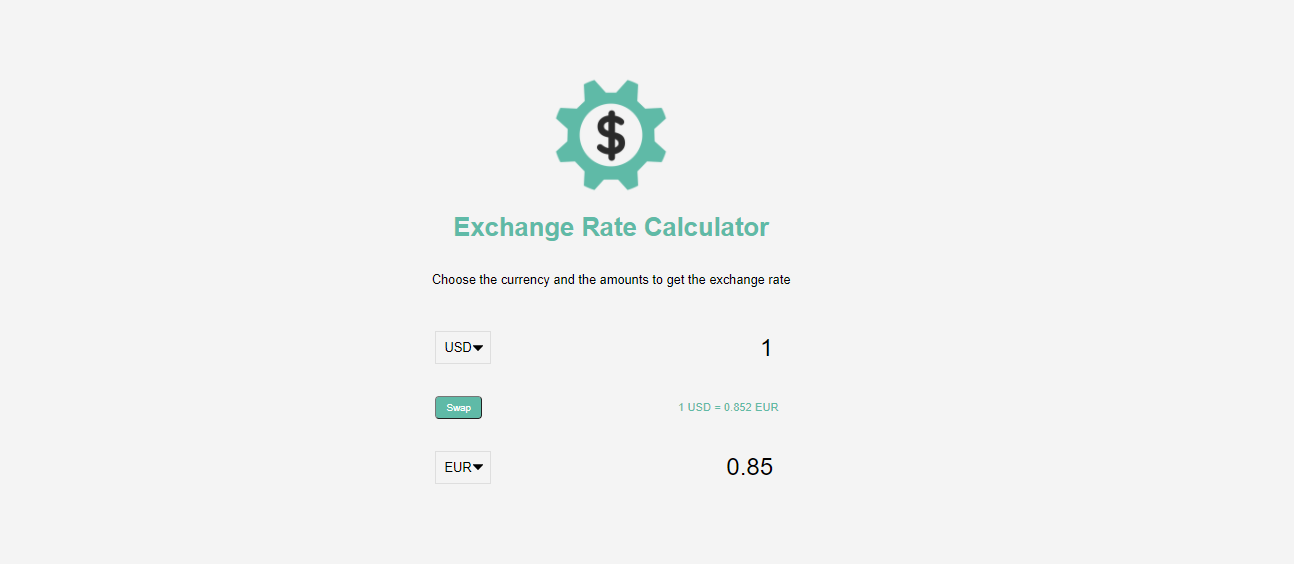 $
Exchange Rate Calculator
Choose the currency and the amounts to get the exchange rate
USD 1
Swap 1 USD = 0.852 EUR
EUR 0.85